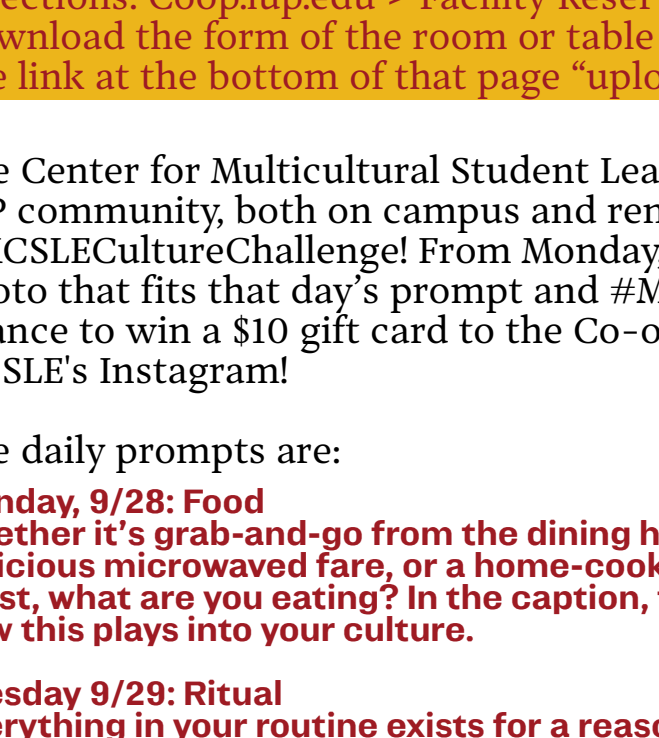 ections: Coop.iup.edu > Facility Reser
wnload the form of the room or table
e link at the bottom of that page “uplo
e Center for Multicultural Student Lea
P community, both on campus and ren
CSLECultureChallenge! From Monday,
oto that fits that day’s prompt and #M
ance to win a $10 gift card to the Co-o
SLE's Instagram!
e daily prompts are:
nday, 9/28: Food
ether it’s grab-and-go from the dining h
icious microwaved fare, or a home-cook
st, what are you eating? In the caption,
w this plays into your culture.
esday 9/29: Ritual
erything in your routine exists for a reaso